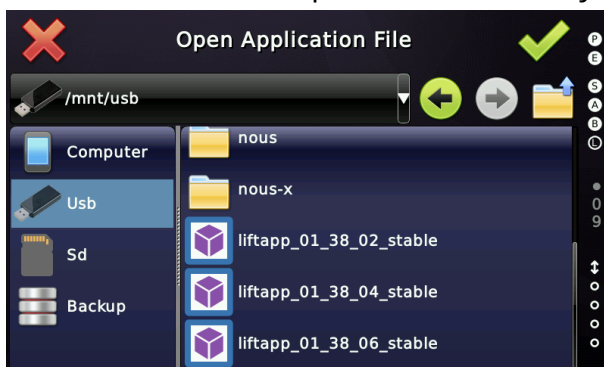 Open Application File
/mnt/usb
Computer
Usb
Sd
Backup
nous
nous-x
liftapp_01_38_02_stable
liftapp_01_38_04_stable
liftapp_01_38_06_stable
P
E
S
A
B
L
0
9